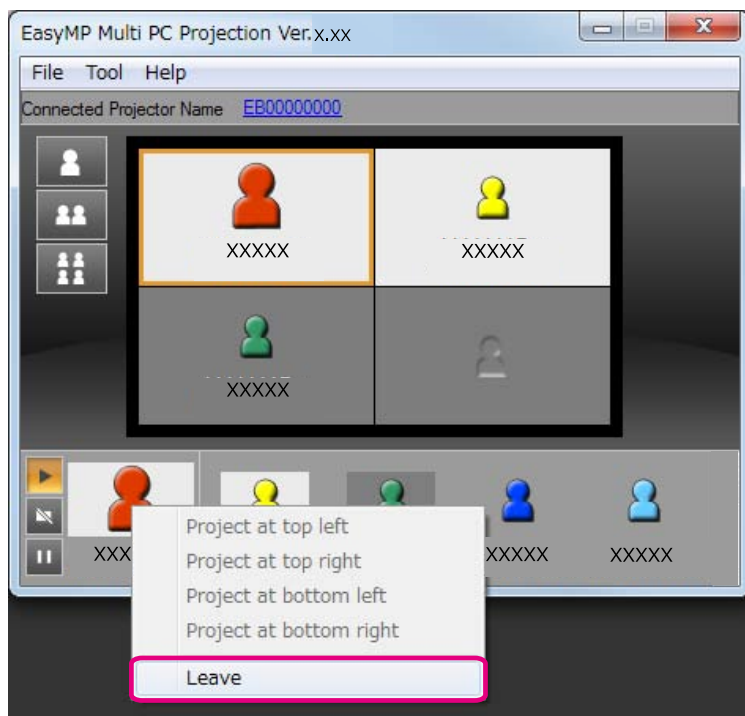 EasyMP Multi PC Projection Ver.x.xx
File Tool Help
Connected Projector Name EB00000000
XXXXX XXXXX
XXXXX
XXX XXXXX XXXXX
Project at top left
Project at top right
Project at bottom left
Project at bottom right
Leave